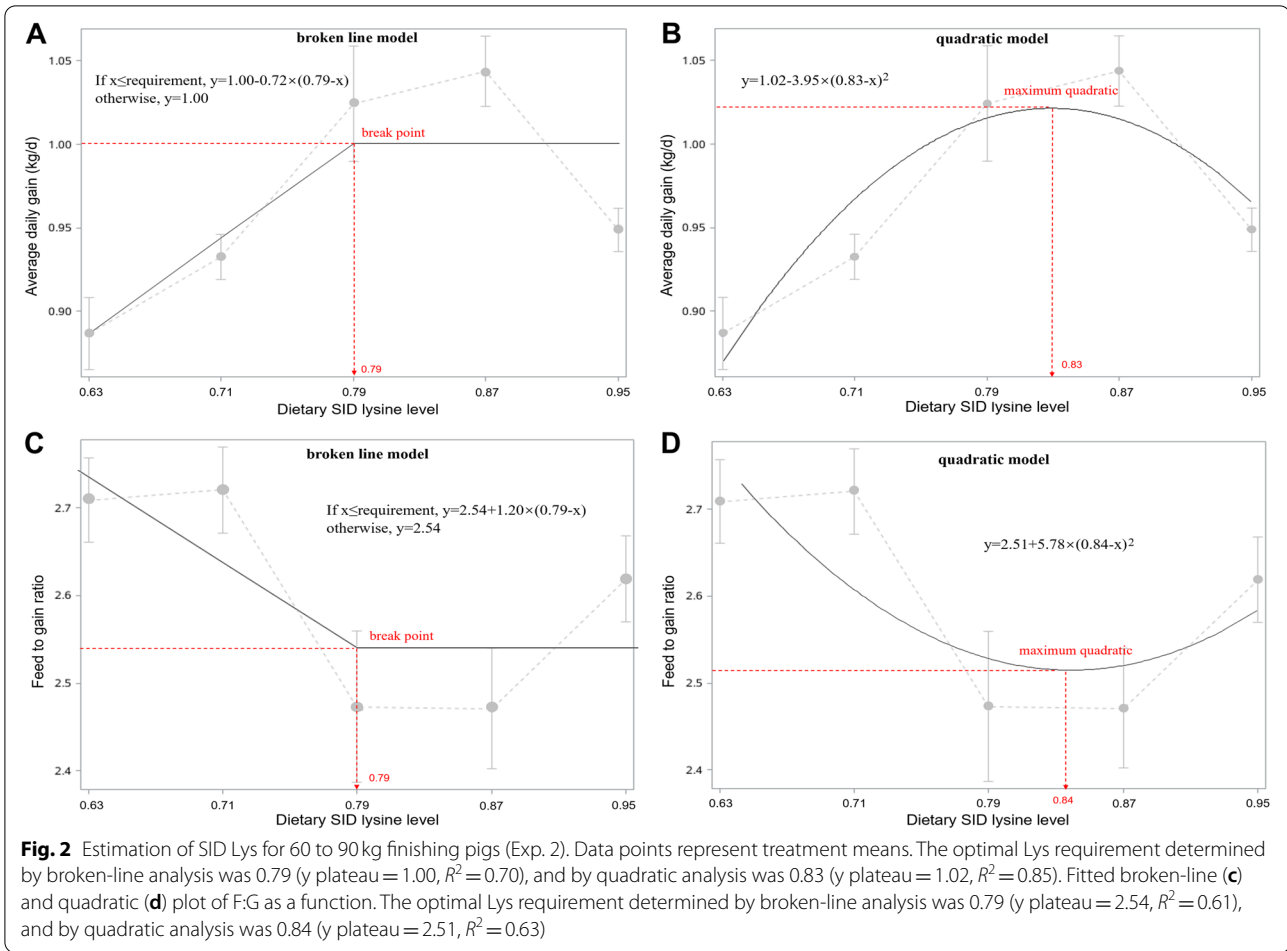 A
broken line model
If x≤requirement, y=1.00-0.72×(0.79-x)
otherwise, y=1.00
break point
0.79
Average daily gain (kg/d)
1.05
1.00
0.95
0.90
0.63 0.71 0.79 0.87 0.95
Dietary SID lysine level
B
quadratic model
y=1.02-3.95×(0.83-x)2
maximum quadratic
0.83
Average daily gain (kg/d)
1.05
1.00
0.95
0.90
0.63 0.71 0.79 0.87 0.95
Dietary SID lysine level
C
broken line model
If x≤requirement, y=2.54+1.20×(0.79-x)
otherwise, y=2.54
break point
0.79
Feed to gain ratio
2.7
2.6
2.5
2.4
0.63 0.71 0.79 0.87 0.95
Dietary SID lysine level
D
quadratic model
y=2.51+5.78×(0.84-x)2
maximum quadratic
0.84
Feed to gain ratio
2.7
2.6
2.5
2.4
0.63 0.71 0.79 0.87 0.95
Dietary SID lysine level
Fig. 2 Estimation of SID Lys for 60 to 90 kg finishing pigs (Exp. 2). Data points represent treatment means. The optimal Lys requirement determined
by broken-line analysis was 0.79 (y plateau = 1.00, R2 = 0.70), and by quadratic analysis was 0.83 (y plateau = 1.02, R2 = 0.85). Fitted broken-line (c)
and quadratic (d) plot of F:G as a function. The optimal Lys requirement determined by broken-line analysis was 0.79 (y plateau = 2.54, R2 = 0.61),
and by quadratic analysis was 0.84 (y plateau = 2.51, R2 = 0.63)